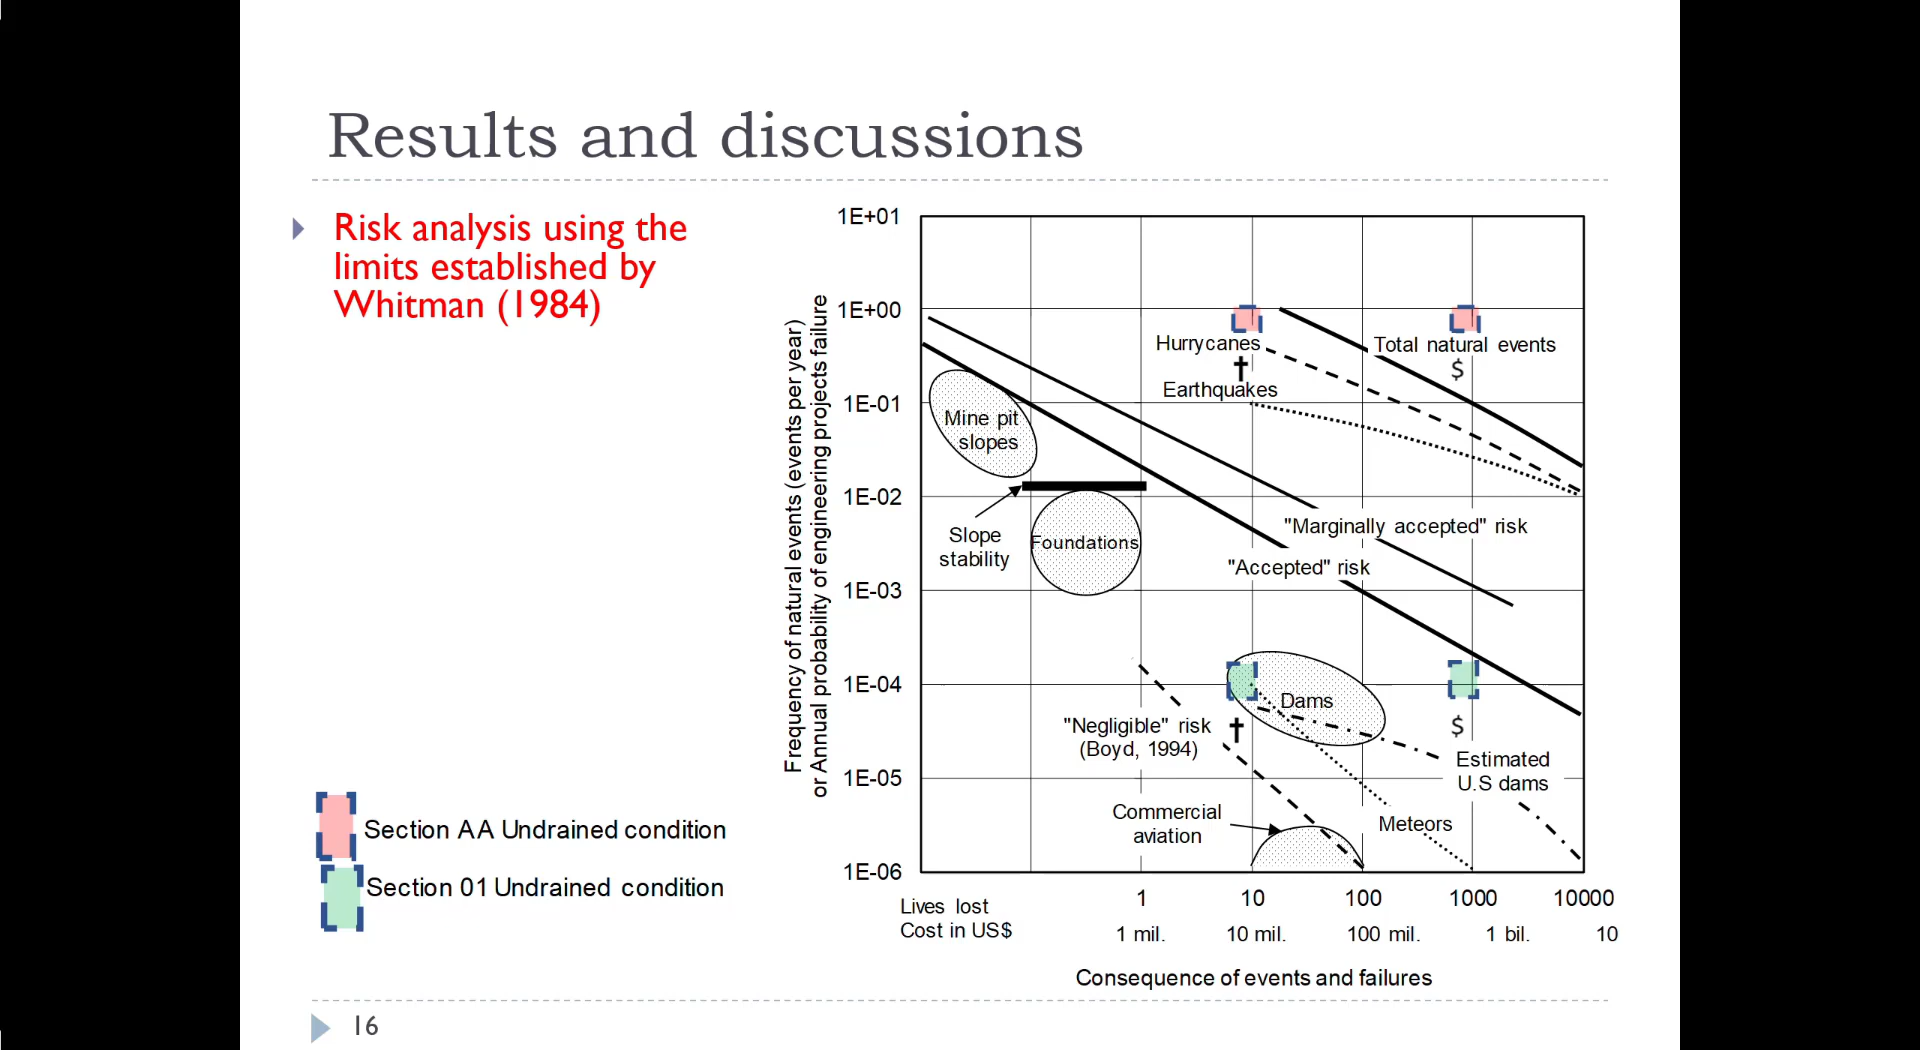 Results and discussions
Risk analysis using the
limits established by
Whitman (1984)
Section AA Undrained condition
Section 01 Undrained condition
Frequency of natural events (events per year)
or Annual probability of engineering projects failure
1E+01
1E+00
1E-01
1E-02
1E-03
1E-04
1E-05
1E-06
Hurrycanes
†
Earthquakes
Total natural events
$
Mine pit
slopes
Slope
stability
Foundations
"Marginally accepted" risk
"Accepted" risk
Dams
"Negligible" risk
(Boyd, 1994)
†
$
Estimated
U.S dams
Commercial
aviation
Meteors
Lives lost
1 10 100 1000 10000
Cost in US$
1 mil. 10 mil. 100 mil. 1 bil. 10
Consequence of events and failures
16